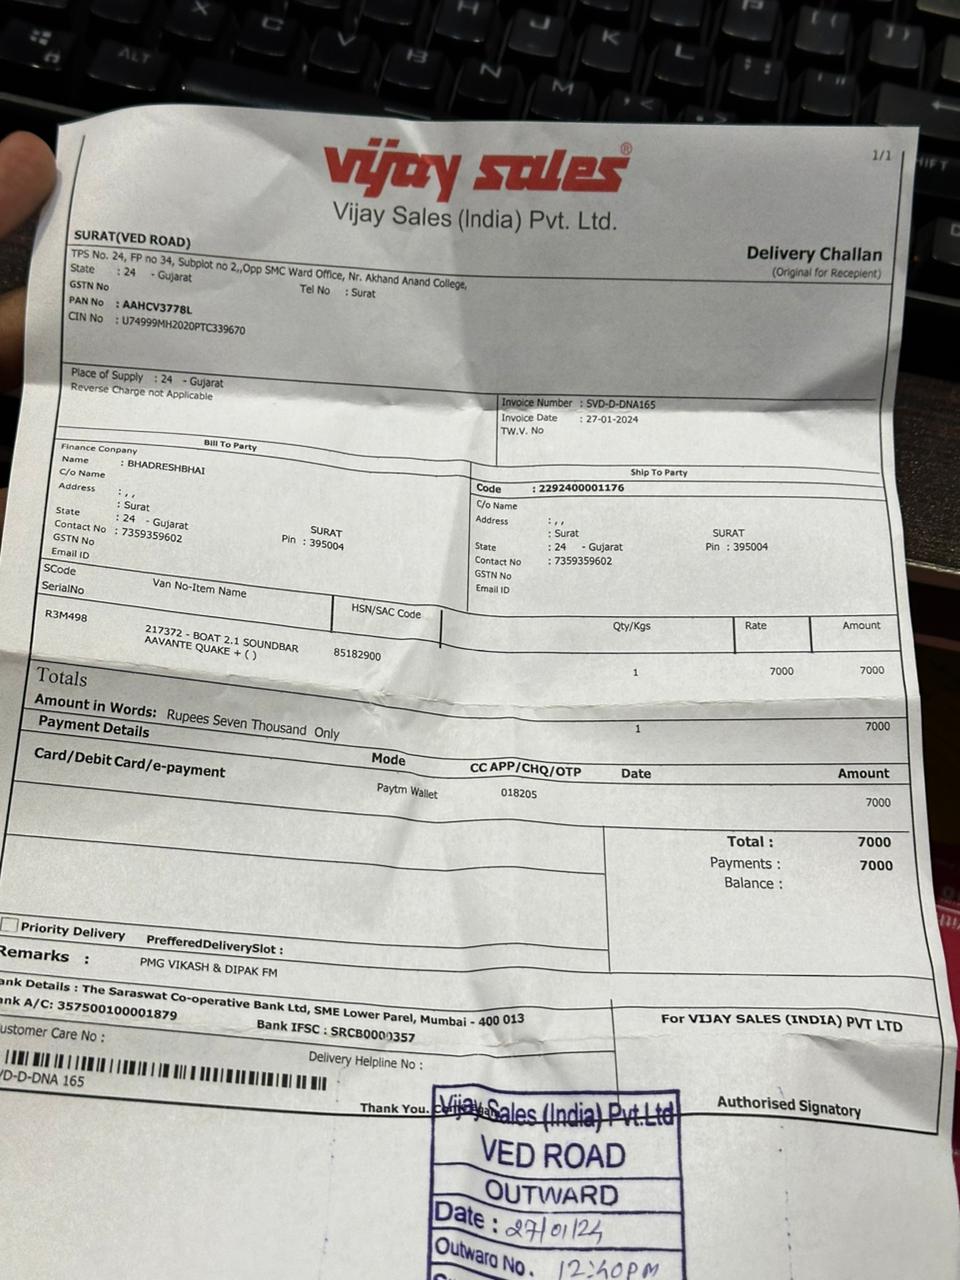 vijay sales®
1/1
Vijay Sales (India) Pvt. Ltd.
SURAT(VED ROAD)
Delivery Challan
(Original for Recepient)
TPS No. 24, FP no 34, Subplot no 2,,Opp SMC Ward Office, Nr. Akhand Anand College,
State : 24 - Gujarat Tel No : Surat
GSTN No
PAN No : AAHCV3778L
CIN No : U74999MH2020PTC339670
Place of Supply : 24 - Gujarat
Reverse Charge not Applicable
Invoice Number : SVD-D-DNA165
Invoice Date : 27-01-2024
TW.V. No
Bill To Party
Finance Conpany
Name : BHADRESHBHAI
C/o Name
Address : , ,
: Surat SURAT
State : 24 - Gujarat Pin : 395004
Contact No : 7359359602
GSTN No
Email ID
Ship To Party
Code : 2292400001176
C/o Name
Address : , ,
: Surat SURAT
State : 24 - Gujarat Pin : 395004
Contact No : 7359359602
GSTN No
Email ID
SCode Van No-Item Name HSN/SAC Code Qty/Kgs Rate Amount
SerialNo
R3M498 217372 - BOAT 2.1 SOUNDBAR 85182900 1 7000 7000
AAVANTE QUAKE + ( )
Totals 1 7000
Amount in Words: Rupees Seven Thousand Only
Payment Details Mode CC APP/CHQ/OTP Date Amount
Card/Debit Card/e-payment Paytm Wallet 018205 7000
Total : 7000
Payments : 7000
Balance :
Priority Delivery PrefferedDeliverySlot :
Remarks : PMG VIKASH & DIPAK FM
ank Details : The Saraswat Co-operative Bank Ltd, SME Lower Parel, Mumbai - 400 013
ank A/C: 357500100001879 Bank IFSC : SRCB0000357
ustomer Care No : Delivery Helpline No :
For VIJAY SALES (INDIA) PVT LTD
VD-D-DNA 165
Thank You.
Authorised Signatory
Vijay Sales (India) Pvt.Ltd
VED ROAD
OUTWARD
Date : 27/01/24
Outward No. 12:40PM
X C V B N M H J K L P
ALT
SHIFT